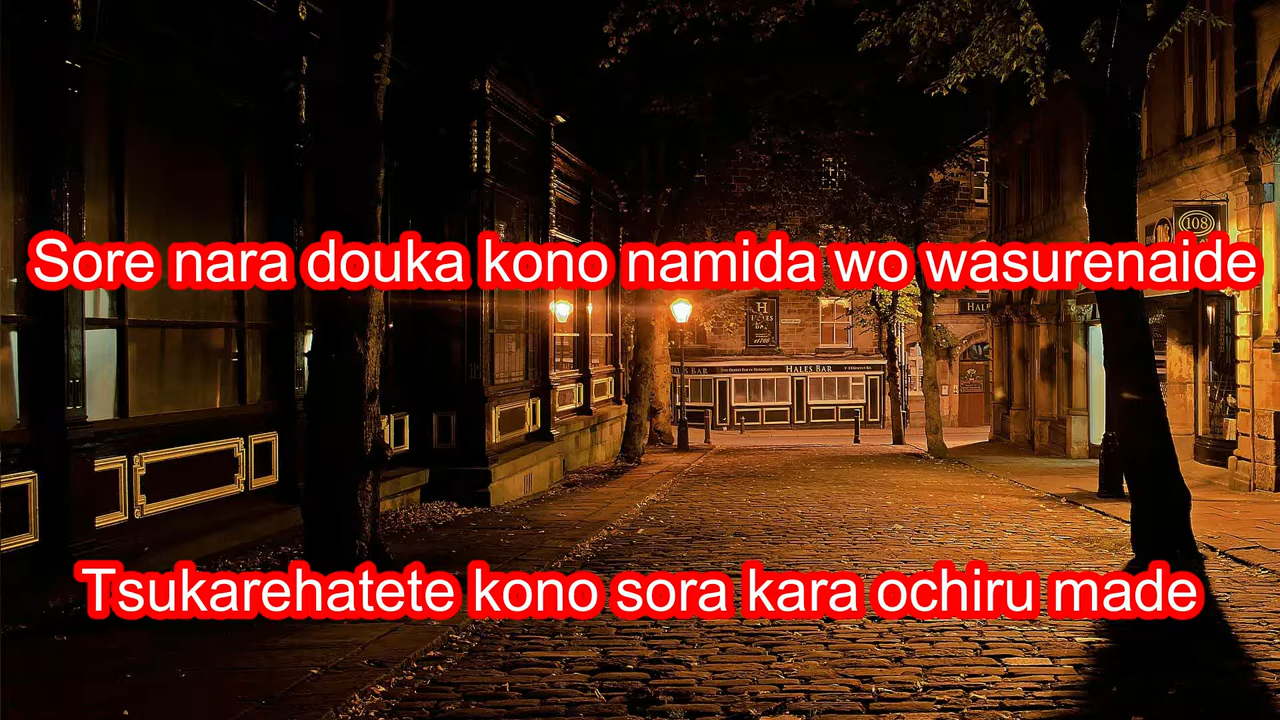 Sore nara douka kono namida wo wasurenaide
108
HALES BAR
HALES BAR
Tsukarehatete kono sora kara ochiru made